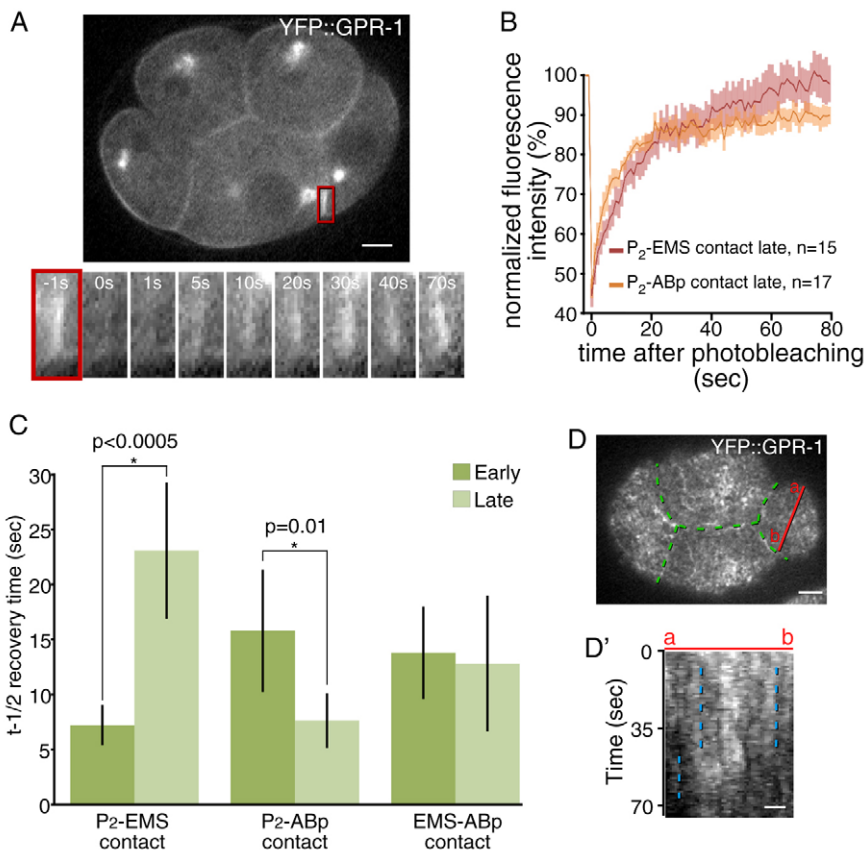 A
YFP::GPR-1
-1s 0s 1s 5s 10s 20s 30s 40s 70s
B
normalized fluorescence
intensity (%)
100
90
80
70
60
50
40
0 20 40 60 80
P2-EMS contact late, n=15
P2-ABp contact late, n=17
time after photobleaching
(sec)
C
p<0.0005
*
p=0.01
*
Early
Late
t-1/2 recovery time (sec)
30
25
20
15
10
5
0
P2-EMS
contact
P2-ABp
contact
EMS-ABp
contact
D
YFP::GPR-1
a
b
D'
a b
Time (sec)
0
35
70